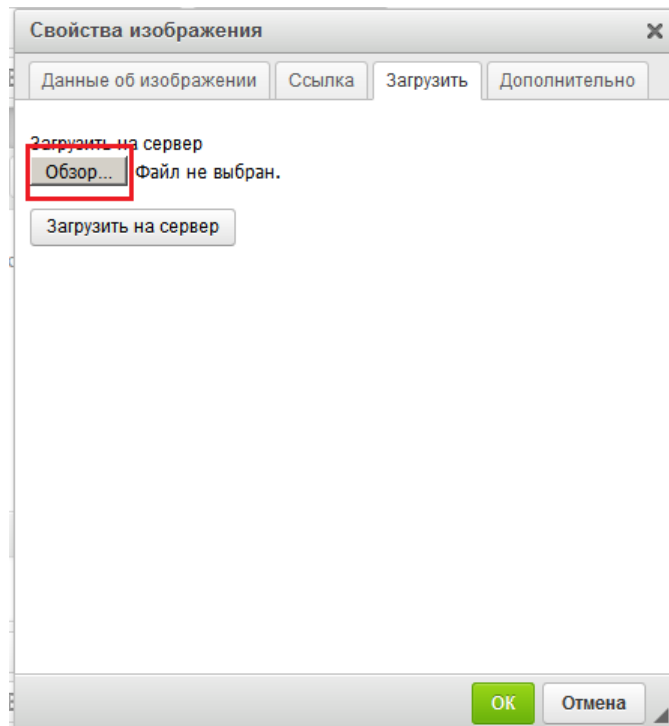 Свойства изображения
Данные об изображении Ссылка Загрузить Дополнительно
Загрузить на сервер
Обзор... Файл не выбран.
Загрузить на сервер
ОК Отмена